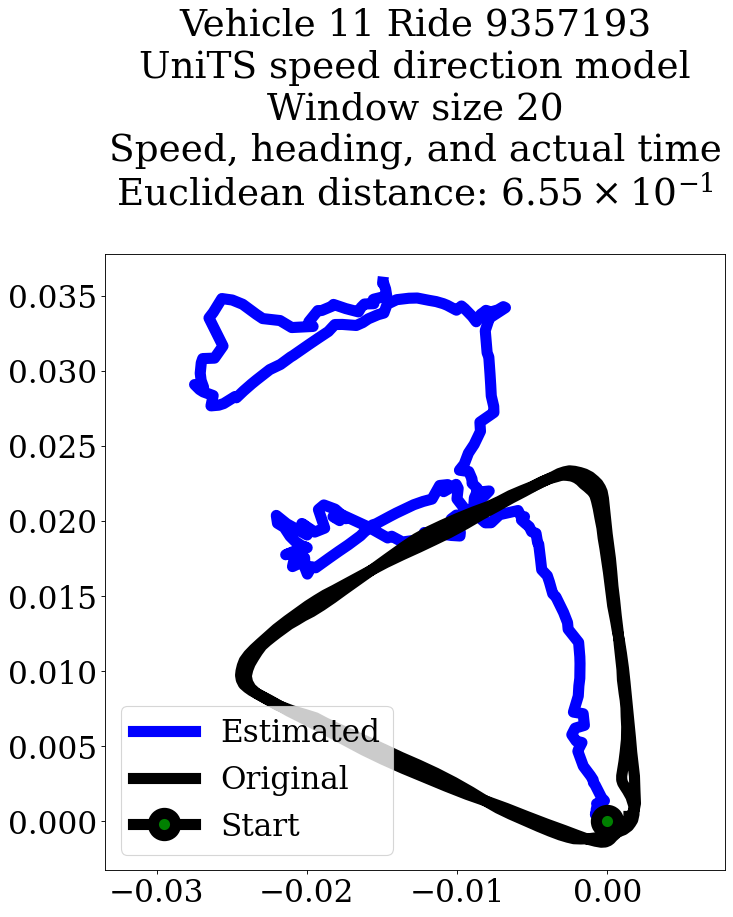 Vehicle 11 Ride 9357193
UniTS speed direction model
Window size 20
Speed, heading, and actual time
Euclidean distance: 6.55 × 10⁻¹
0.035
0.030
0.025
0.020
0.015
0.010
0.005
0.000
Estimated
Original
Start
−0.03 −0.02 −0.01 0.00